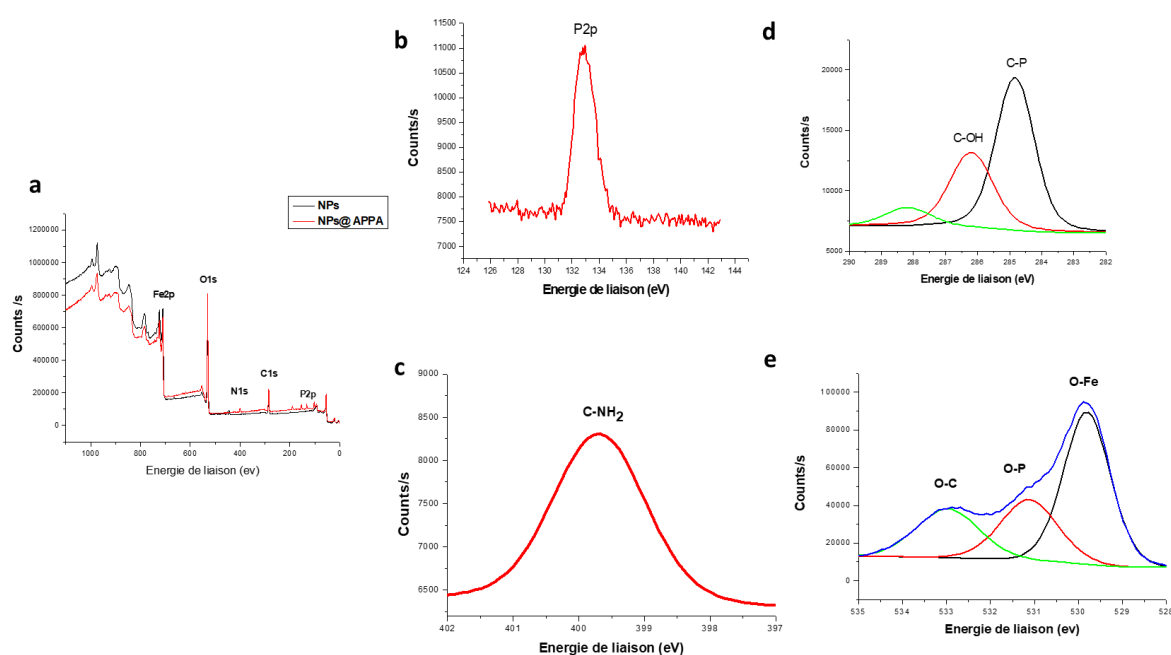 a
NPs
NPs@APPA
1200000
1000000
800000
600000
400000
200000
0
Counts /s
Fe2p
O1s
N1s
C1s
P2p
1000 800 600 400 200 0
Energie de liaison (ev)
b
P2p
11500
11000
10500
10000
9500
9000
8500
8000
7500
7000
Counts/s
124 126 128 130 132 134 136 138 140 142 144
Energie de liaison (eV)
c
C-NH₂
9000
8500
8000
7500
7000
6500
Counts/s
402 401 400 399 398 397
Energie de liaison (eV)
d
C-P
C-OH
20000
15000
10000
5000
Counts/s
290 289 288 287 286 285 284 283 282
Energie de liaison (eV)
e
O-Fe
O-P
O-C
100000
80000
60000
40000
20000
0
Counts/s
535 534 533 532 531 530 529 528
Energie de liaison (ev)